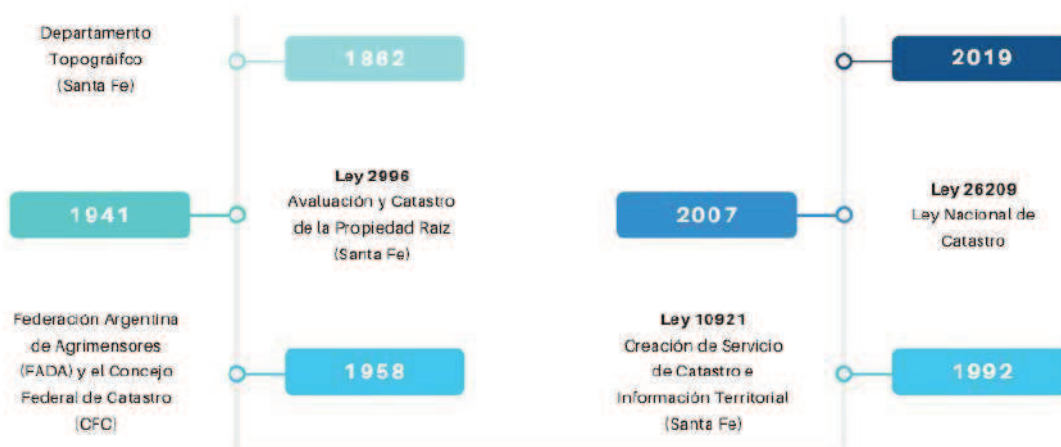 Departamento
Topográifco
(Santa Fe)
1862
1941
Ley 2996
Avaluación y Catastro
de la Propiedad Raiz
(Santa Fe)
Federación Argentina
de Agrimensores
(FADA) y el Concejo
Federal de Catastro
(CFC)
1958
2019
2007
Ley 26209
Ley Nacional de
Catastro
Ley 10921
Creación de Servicio
de Catastro e
Información Territorial
(Santa Fe)
1992